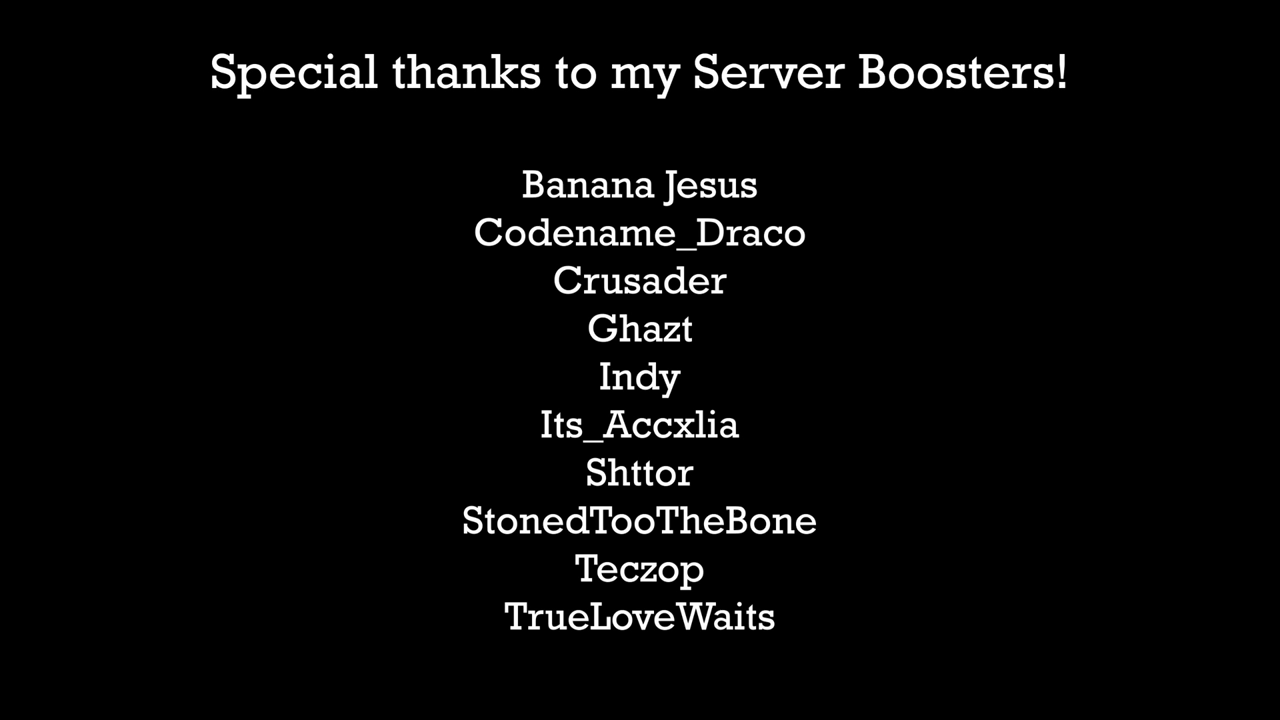 Special thanks to my Server Boosters!
Banana Jesus
Codename_Draco
Crusader
Ghazt
Indy
Its_Accxlia
Shttor
StonedTooTheBone
Teczop
TrueLoveWaits